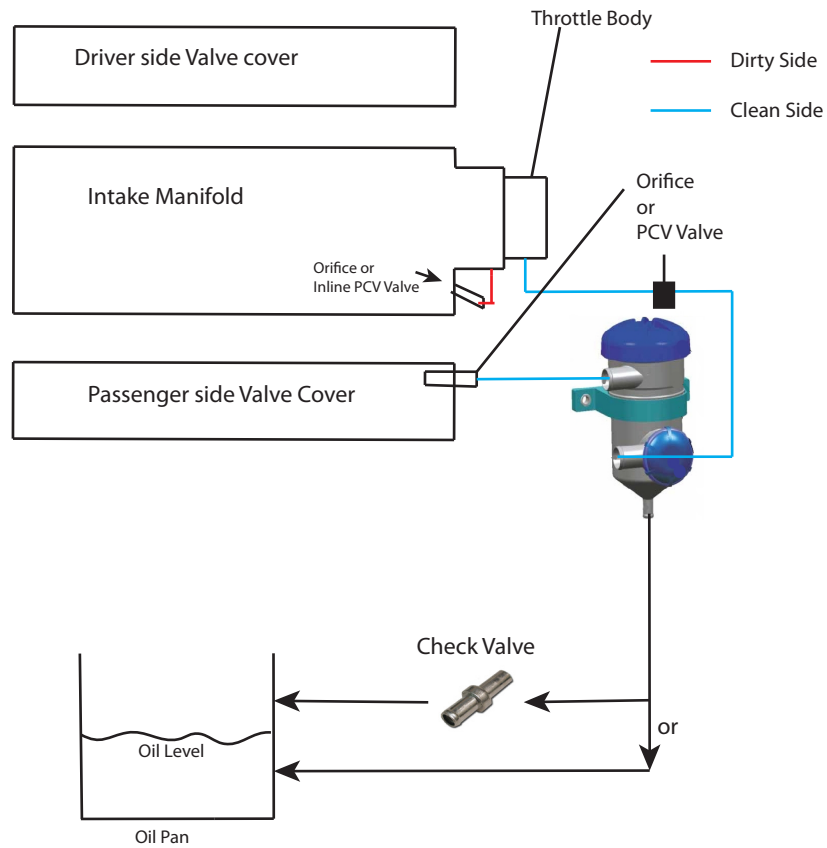 Throttle Body
Driver side Valve cover
Dirty Side
Clean Side
Intake Manifold
Orifice
or
PCV Valve
Orifice or
Inline PCV Valve
Passenger side Valve Cover
Check Valve
or
Oil Level
Oil Pan